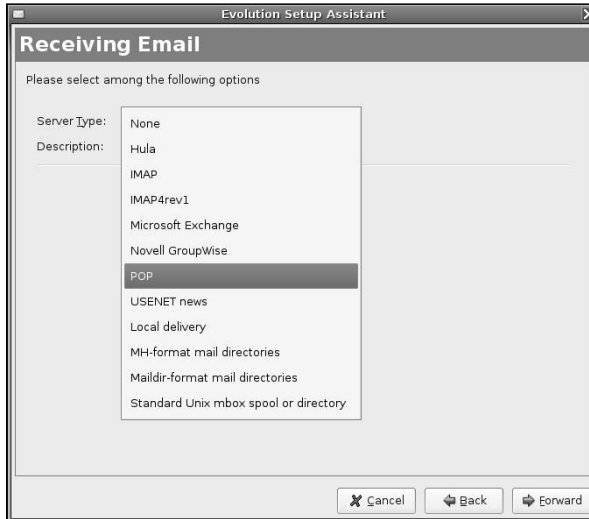 Evolution Setup Assistant
Receiving Email
Please select among the following options
Server Type:
Description:
None
Hula
IMAP
IMAP4rev1
Microsoft Exchange
Novell GroupWise
POP
USENET news
Local delivery
MH-format mail directories
Maildir-format mail directories
Standard Unix mbox spool or directory
Cancel
Back
Forward